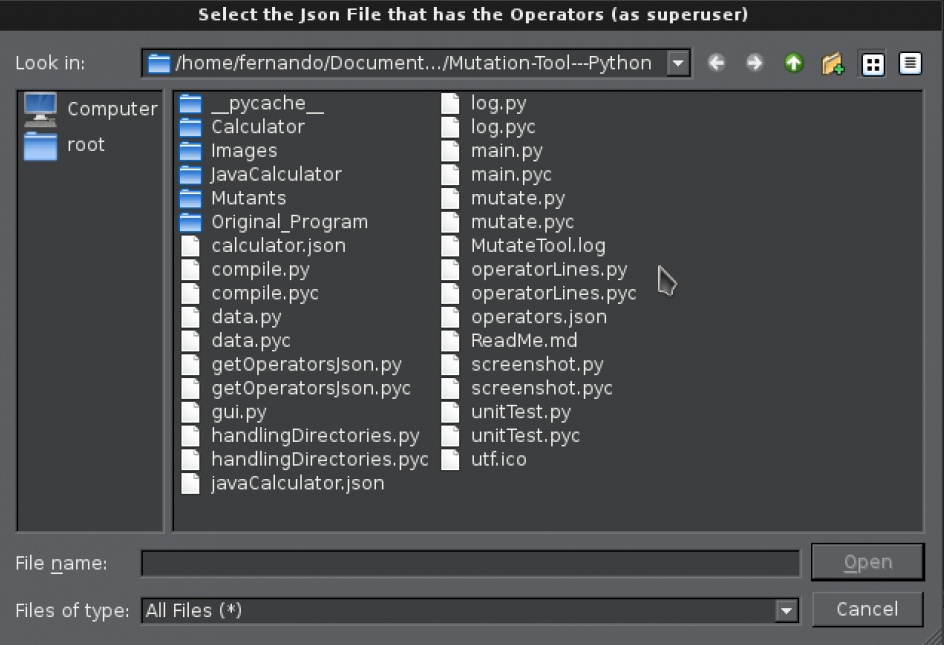 Select the Json File that has the Operators (as superuser)
Look in:
/home/fernando/Document.../Mutation-Tool---Python
Computer
root
__pycache__
Calculator
Images
JavaCalculator
Mutants
Original_Program
calculator.json
compile.py
compile.pyc
data.py
data.pyc
getOperatorsJson.py
getOperatorsJson.pyc
gui.py
handlingDirectories.py
handlingDirectories.pyc
javaCalculator.json
log.py
log.pyc
main.py
main.pyc
mutate.py
mutate.pyc
MutateTool.log
operatorLines.py
operatorLines.pyc
operators.json
ReadMe.md
screenshot.py
screenshot.pyc
unitTest.py
unitTest.pyc
utf.ico
File name:
Open
Files of type:
All Files (*)
Cancel